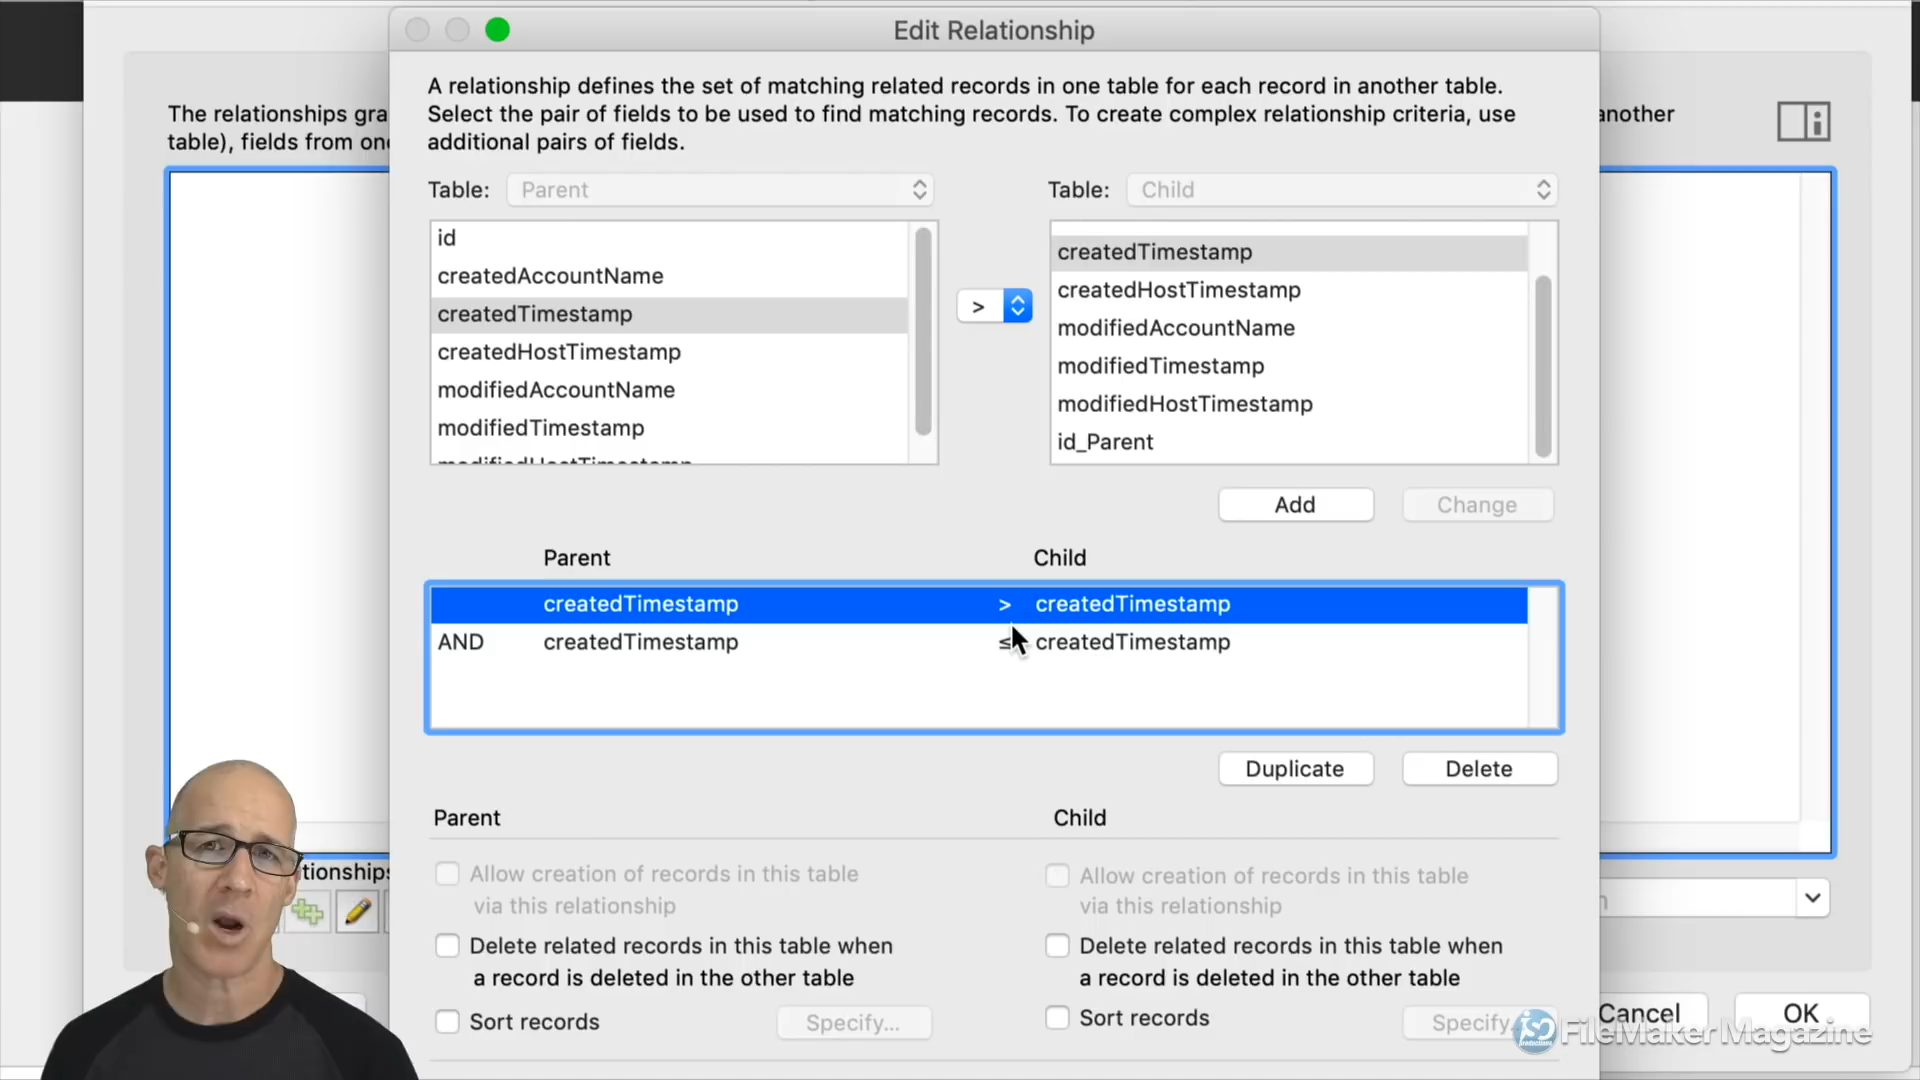 Edit Relationship
A relationship defines the set of matching related records in one table for each record in another table.
Select the pair of fields to be used to find matching records. To create complex relationship criteria, use
additional pairs of fields.
The relationships gra
table), fields from one
another
Table: Parent
Table: Child
id
createdAccountName
createdTimestamp
createdHostTimestamp
modifiedAccountName
modifiedTimestamp
modifiedHostTimestamp
>
createdTimestamp
createdHostTimestamp
modifiedAccountName
modifiedTimestamp
modifiedHostTimestamp
id_Parent
Add
Change
Parent
Child
createdTimestamp > createdTimestamp
AND createdTimestamp ≤ createdTimestamp
Duplicate
Delete
Parent
Child
Allow creation of records in this table
via this relationship
Delete related records in this table when
a record is deleted in the other table
Sort records
Specify...
Allow creation of records in this table
via this relationship
Delete related records in this table when
a record is deleted in the other table
Sort records
Specify
tionships
Cancel
OK
iso
FileMaker Magazine